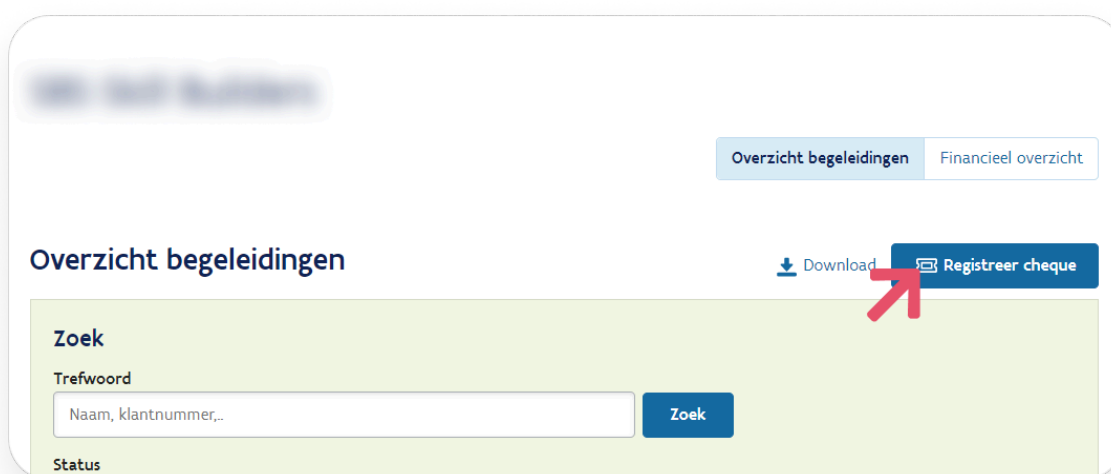 Overzicht begeleidingen Financieel overzicht
Overzicht begeleidingen
Download Registreer cheque
Zoek
Trefwoord
Naam, klantnummer,.. Zoek
Status